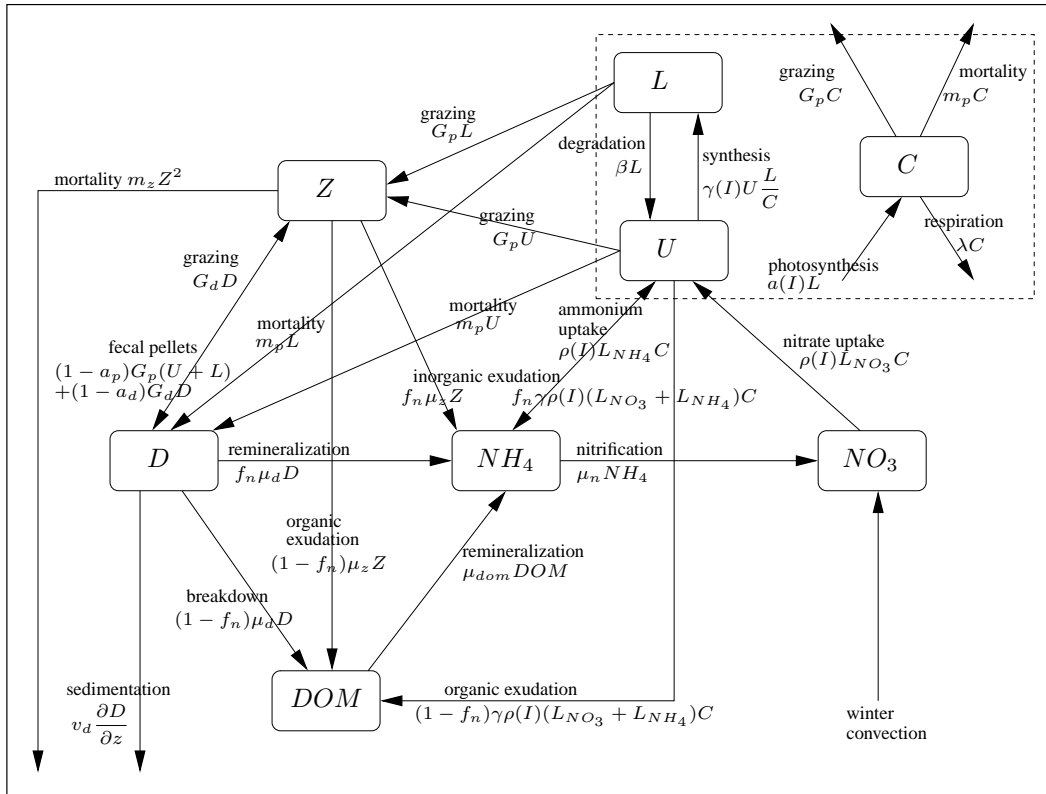 grazing
G_pC
mortality
m_pC
L
grazing
G_pL
degradation
βL
synthesis
γ(I)U L/C
C
mortality m_zZ^2
Z
grazing
G_pU
U
respiration
λC
photosynthesis
a(I)L
grazing
G_dD
mortality
m_pL
mortality
m_pU
ammonium
uptake
ρ(I)L_{NH_4}C
nitrate uptake
ρ(I)L_{NO_3}C
fecal pellets
(1−a_p)G_p(U + L)
+(1−a_d)G_dD
inorganic exudation
f_nμ_zZ
f_nγρ(I)(L_{NO_3} + L_{NH_4})C
D
remineralization
f_nμ_dD
NH_4
nitrification
μ_nNH_4
NO_3
organic
exudation
(1 − f_n)μ_zZ
remineralization
μ_{dom}DOM
breakdown
(1 − f_n)μ_dD
sedimentation
v_d ∂D/∂z
DOM
organic exudation
(1 − f_n)γρ(I)(L_{NO_3} + L_{NH_4})C
winter
convection